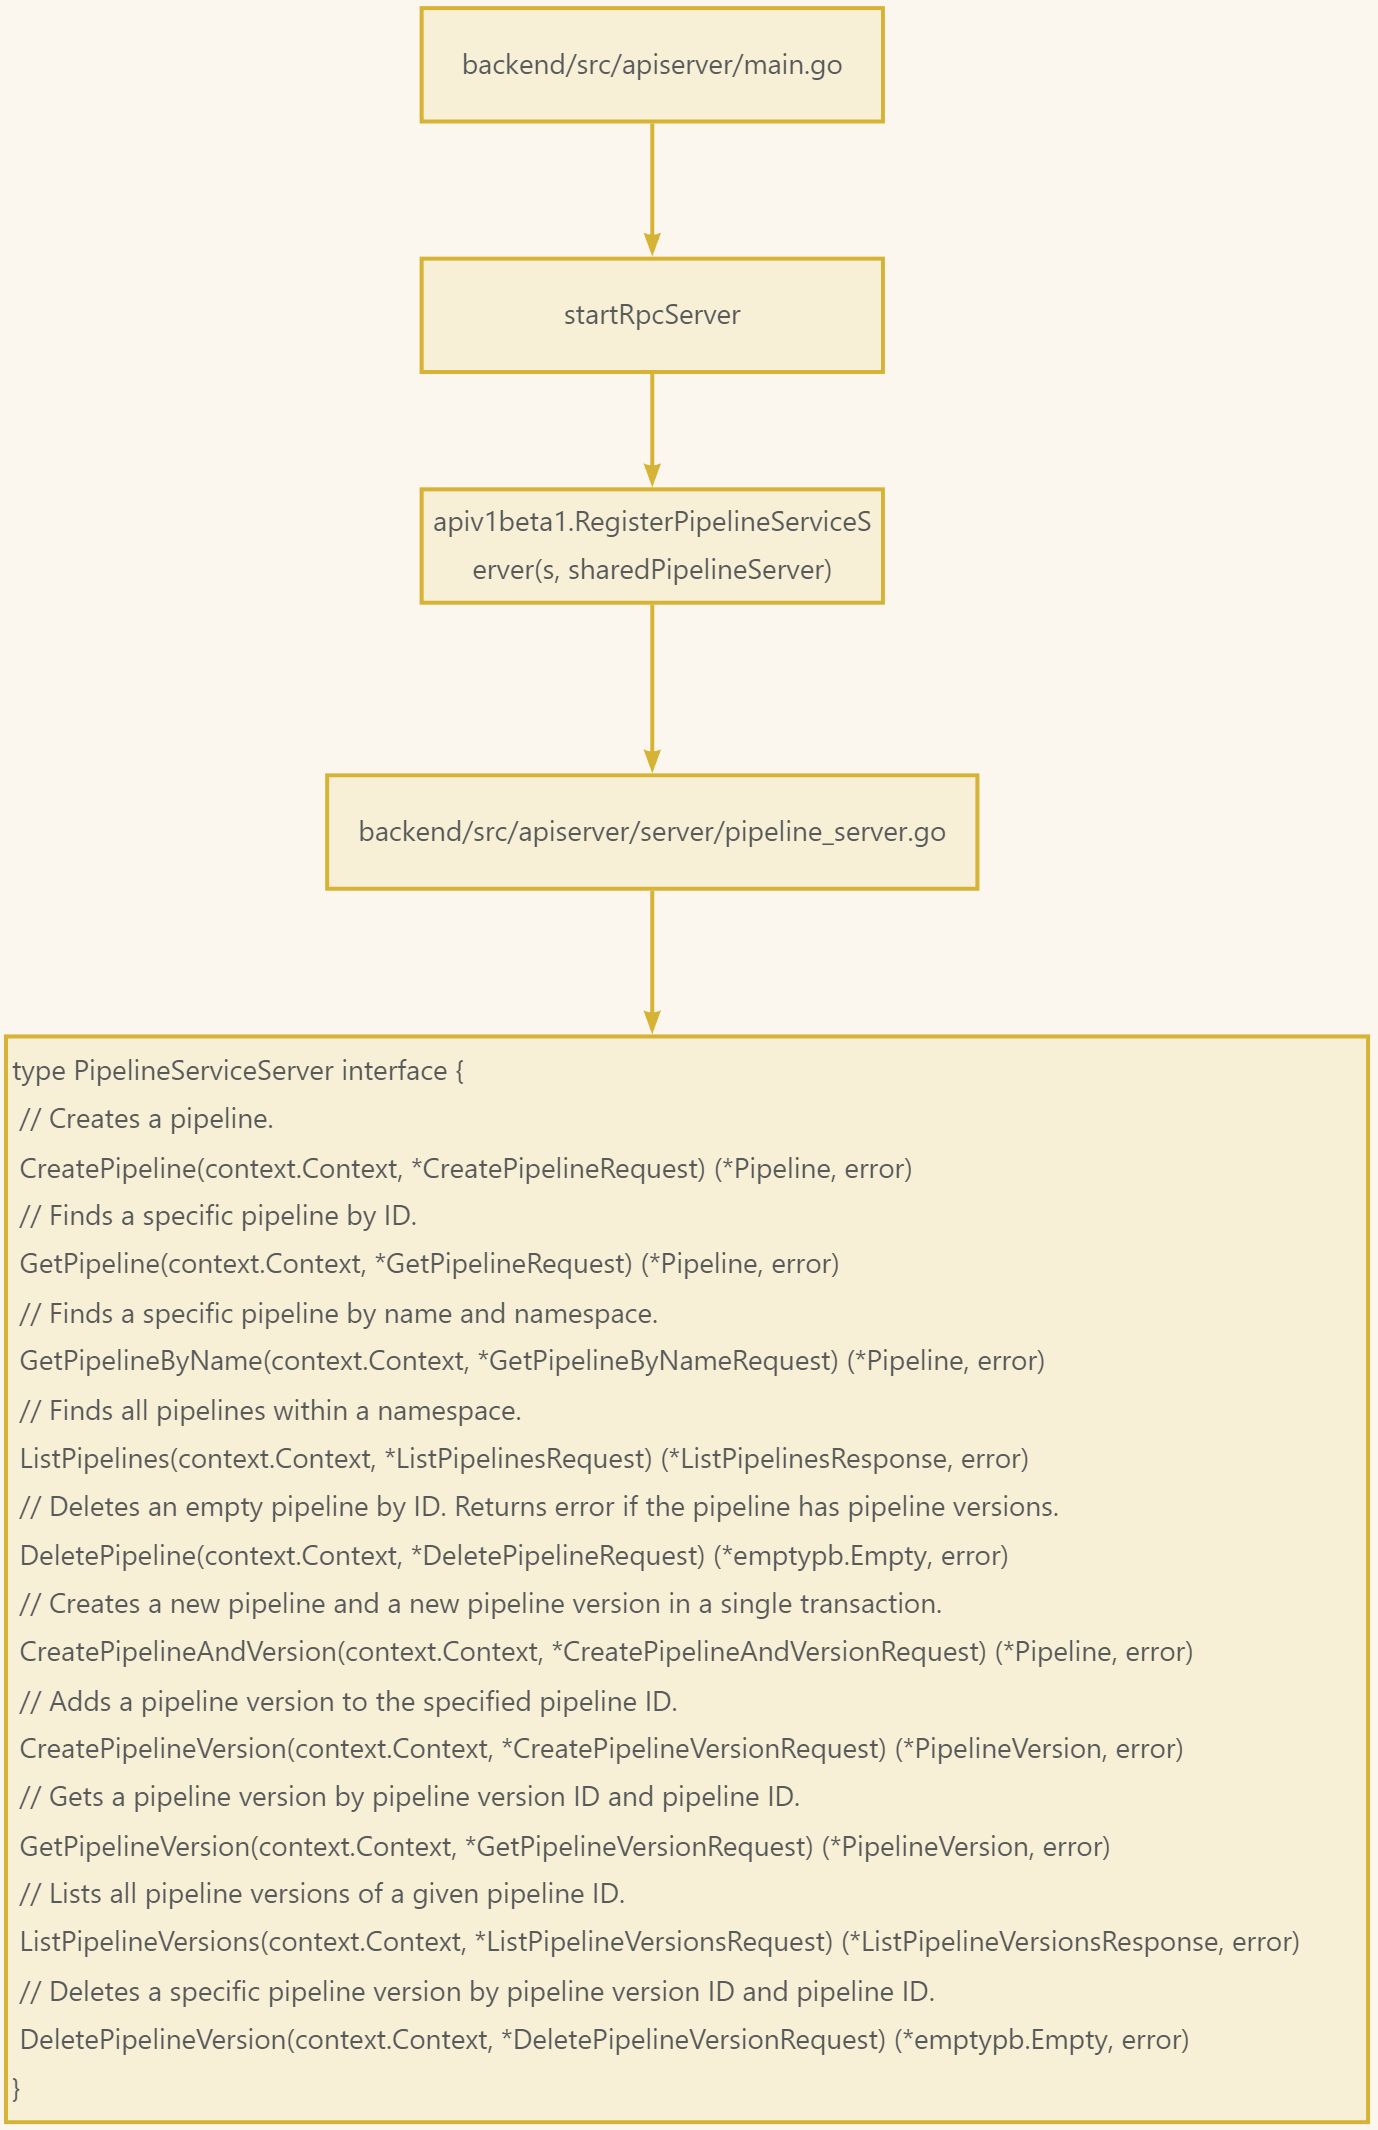 backend/src/apiserver/main.go
startRpcServer
apiv1beta1.RegisterPipelineServiceS
erver(s, sharedPipelineServer)
backend/src/apiserver/server/pipeline_server.go
type PipelineServiceServer interface {
// Creates a pipeline.
CreatePipeline(context.Context, *CreatePipelineRequest) (*Pipeline, error)
// Finds a specific pipeline by ID.
GetPipeline(context.Context, *GetPipelineRequest) (*Pipeline, error)
// Finds a specific pipeline by name and namespace.
GetPipelineByName(context.Context, *GetPipelineByNameRequest) (*Pipeline, error)
// Finds all pipelines within a namespace.
ListPipelines(context.Context, *ListPipelinesRequest) (*ListPipelinesResponse, error)
// Deletes an empty pipeline by ID. Returns error if the pipeline has pipeline versions.
DeletePipeline(context.Context, *DeletePipelineRequest) (*emptypb.Empty, error)
// Creates a new pipeline and a new pipeline version in a single transaction.
CreatePipelineAndVersion(context.Context, *CreatePipelineAndVersionRequest) (*Pipeline, error)
// Adds a pipeline version to the specified pipeline ID.
CreatePipelineVersion(context.Context, *CreatePipelineVersionRequest) (*PipelineVersion, error)
// Gets a pipeline version by pipeline version ID and pipeline ID.
GetPipelineVersion(context.Context, *GetPipelineVersionRequest) (*PipelineVersion, error)
// Lists all pipeline versions of a given pipeline ID.
ListPipelineVersions(context.Context, *ListPipelineVersionsRequest) (*ListPipelineVersionsResponse, error)
// Deletes a specific pipeline version by pipeline version ID and pipeline ID.
DeletePipelineVersion(context.Context, *DeletePipelineVersionRequest) (*emptypb.Empty, error)
}